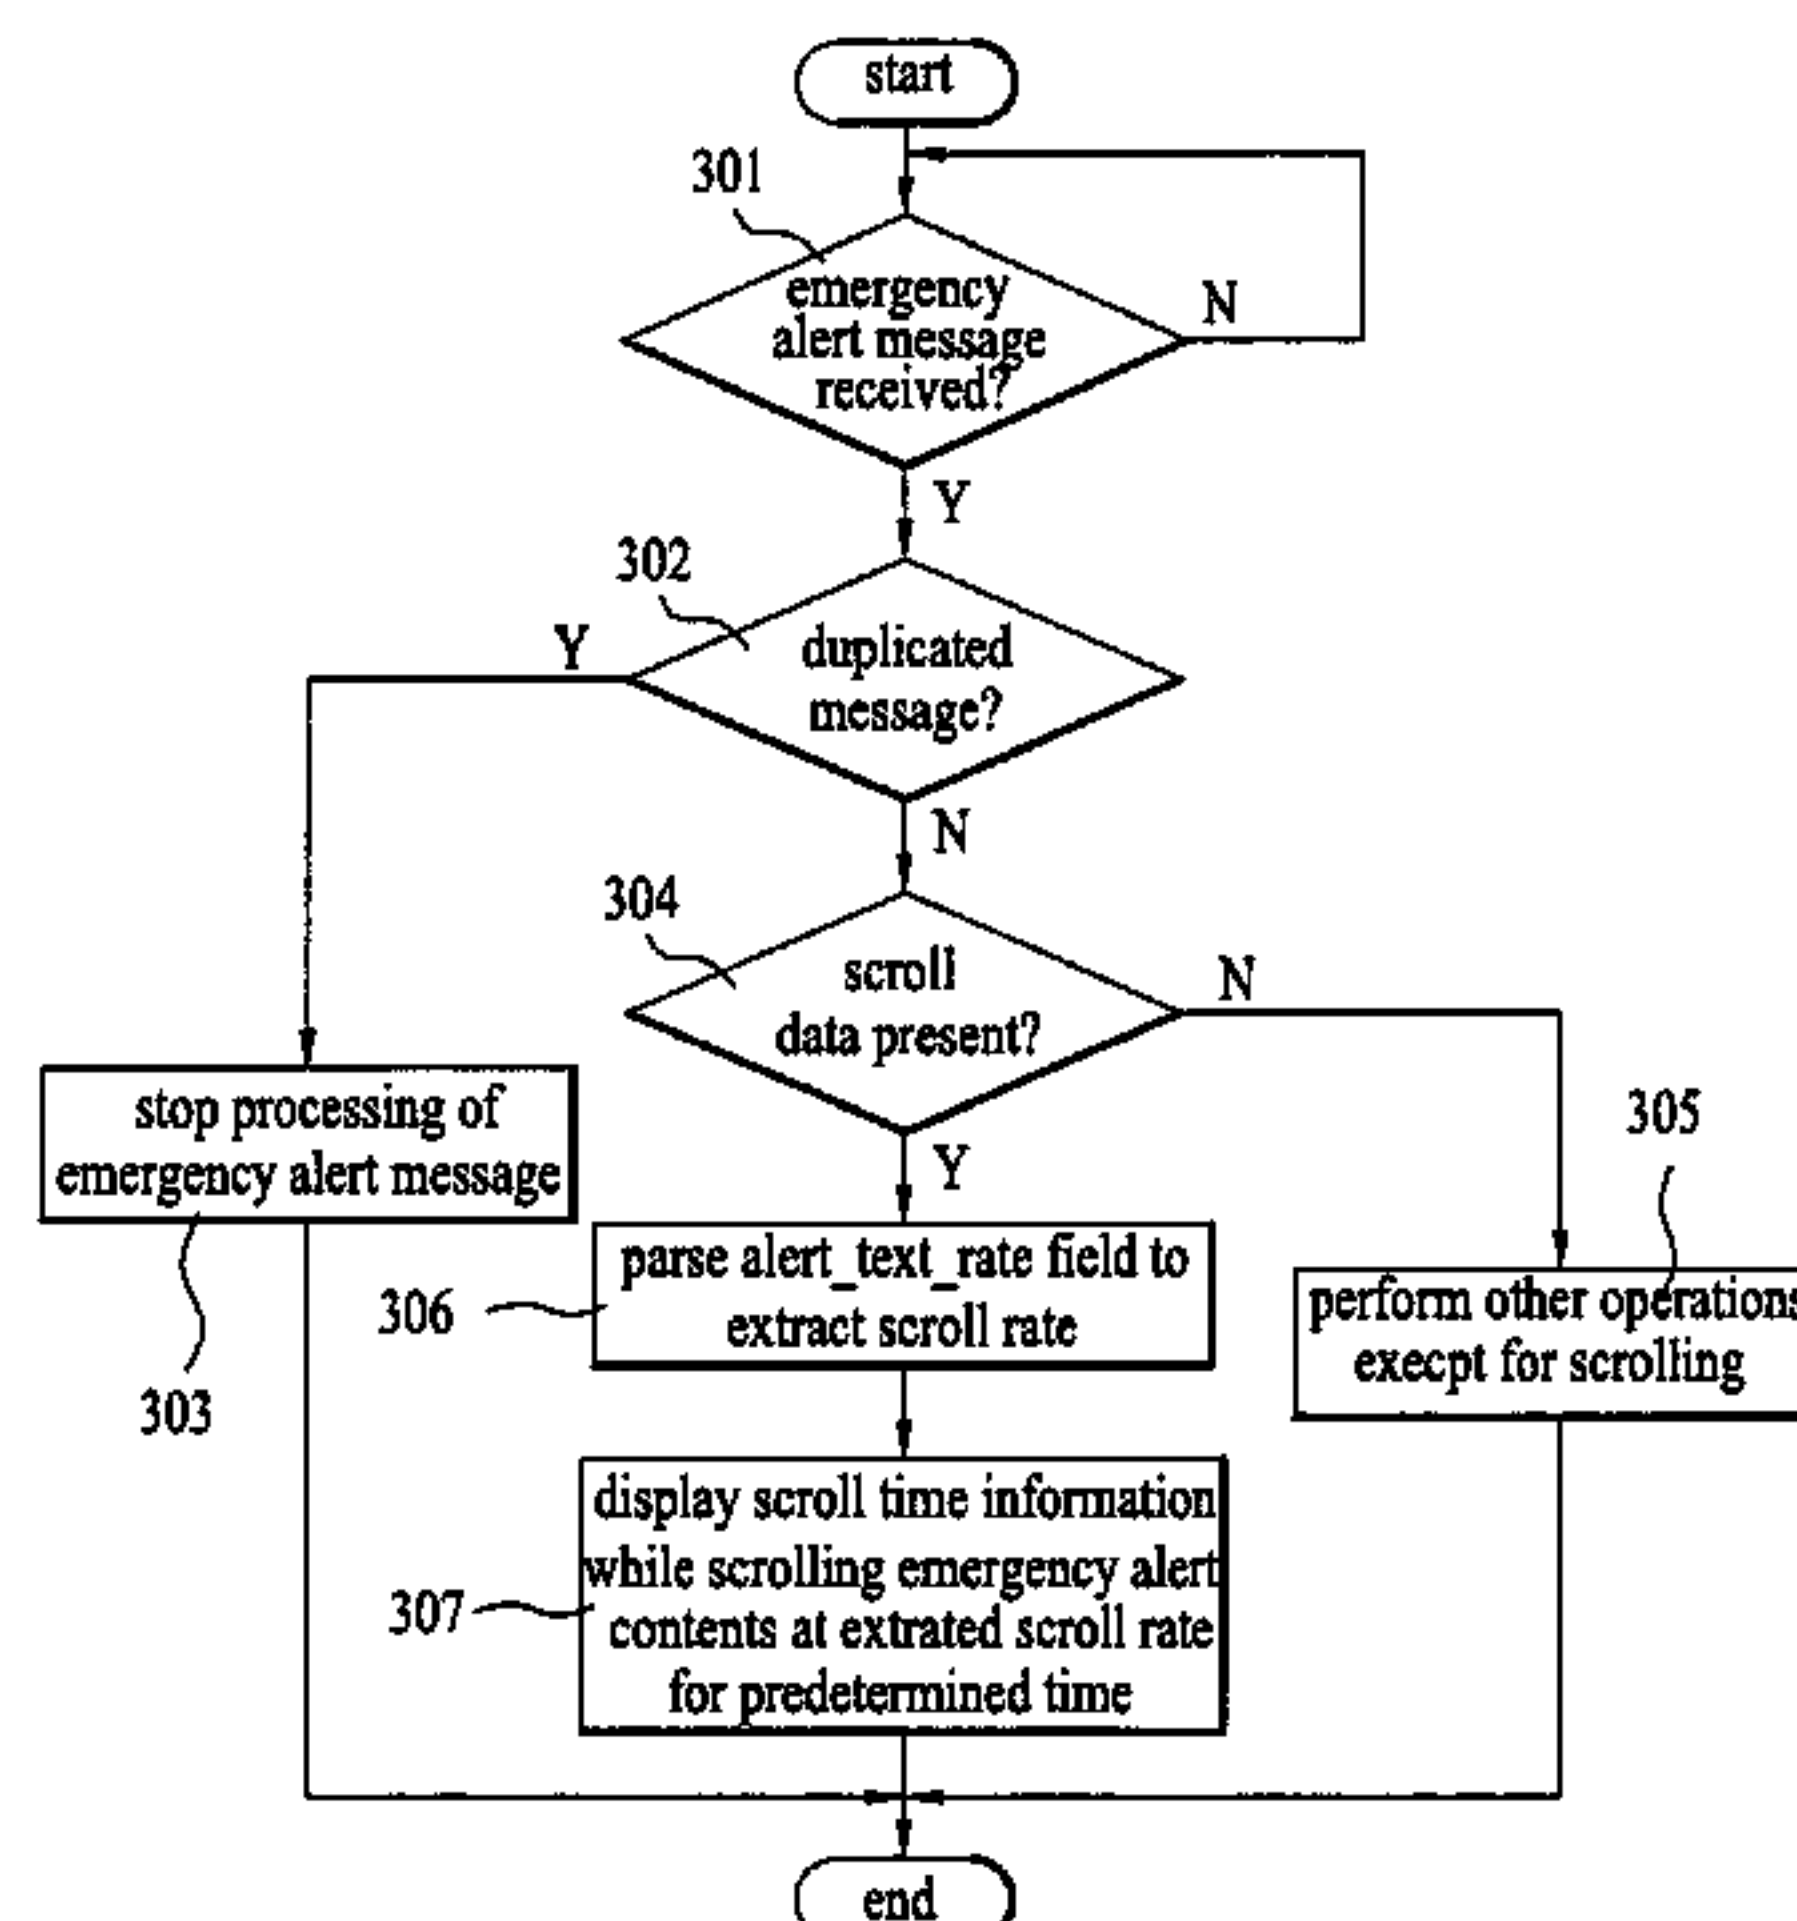 start
301
emergency
alert message
received?
N
Y
302
duplicated
message?
Y
N
304
scroll
data present?
N
Y
stop processing of
emergency alert message
303
305
perform other operations
execpt for scrolling
parse alert_text_rate field to
extract scroll rate
306
display scroll time information
while scrolling emergency alert
contents at extrated scroll rate
for predetermined time
307
end